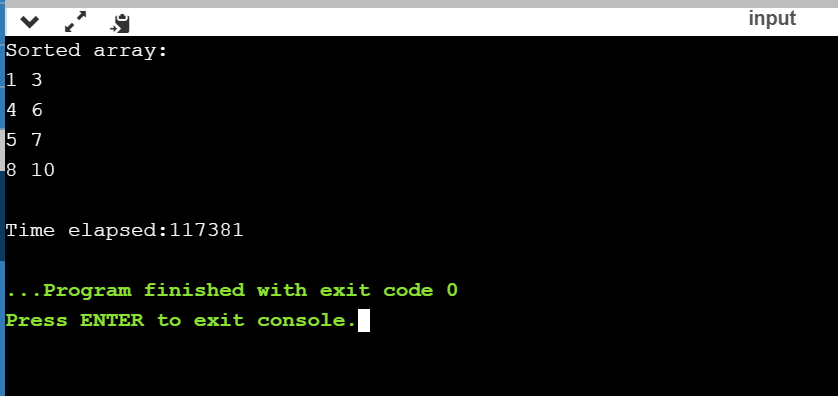 input
Sorted array:
1 3
4 6
5 7
8 10
Time elapsed:117381
...Program finished with exit code 0
Press ENTER to exit console.